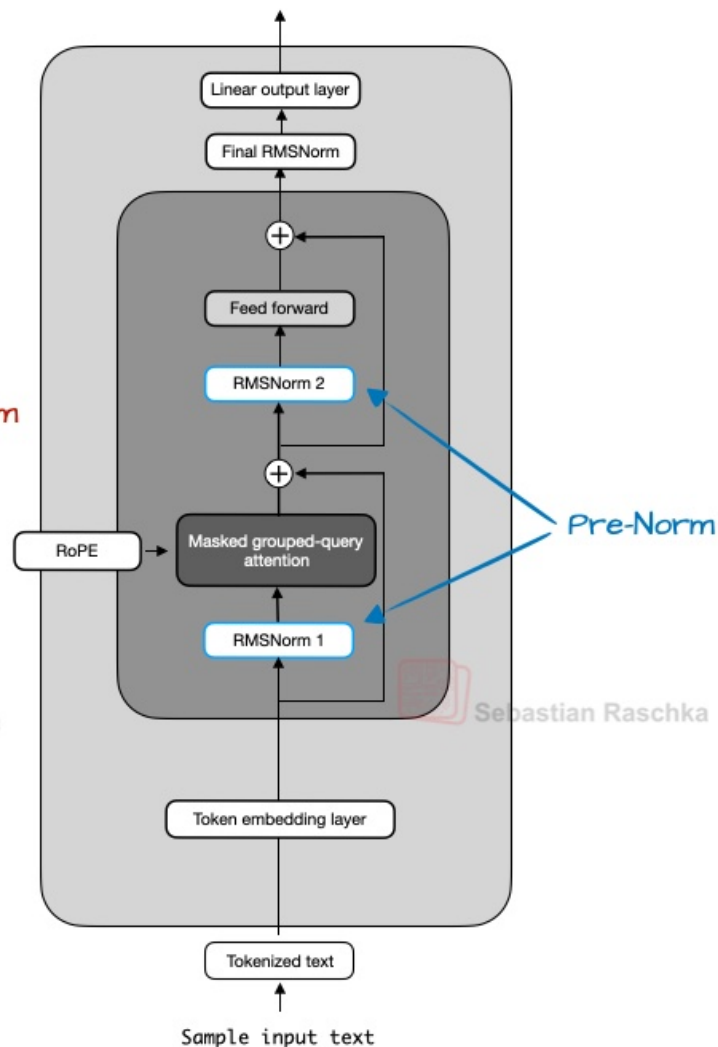 Linear output layer
Final RMSNorm
Feed forward
RMSNorm 2
Masked grouped-query
attention
RoPE
Pre-Norm
RMSNorm 1
Sebastian Raschka
Token embedding layer
Tokenized text
Sample input text